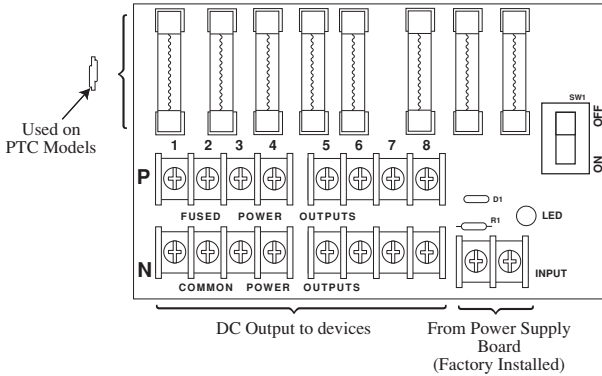 SW1
OFF
ON
Used on
PTC Models
1 2 3 4 5 6 7 8
P
FUSED POWER OUTPUTS
D1
R1
LED
N
COMMON POWER OUTPUTS
INPUT
DC Output to devices
From Power Supply
Board
(Factory Installed)